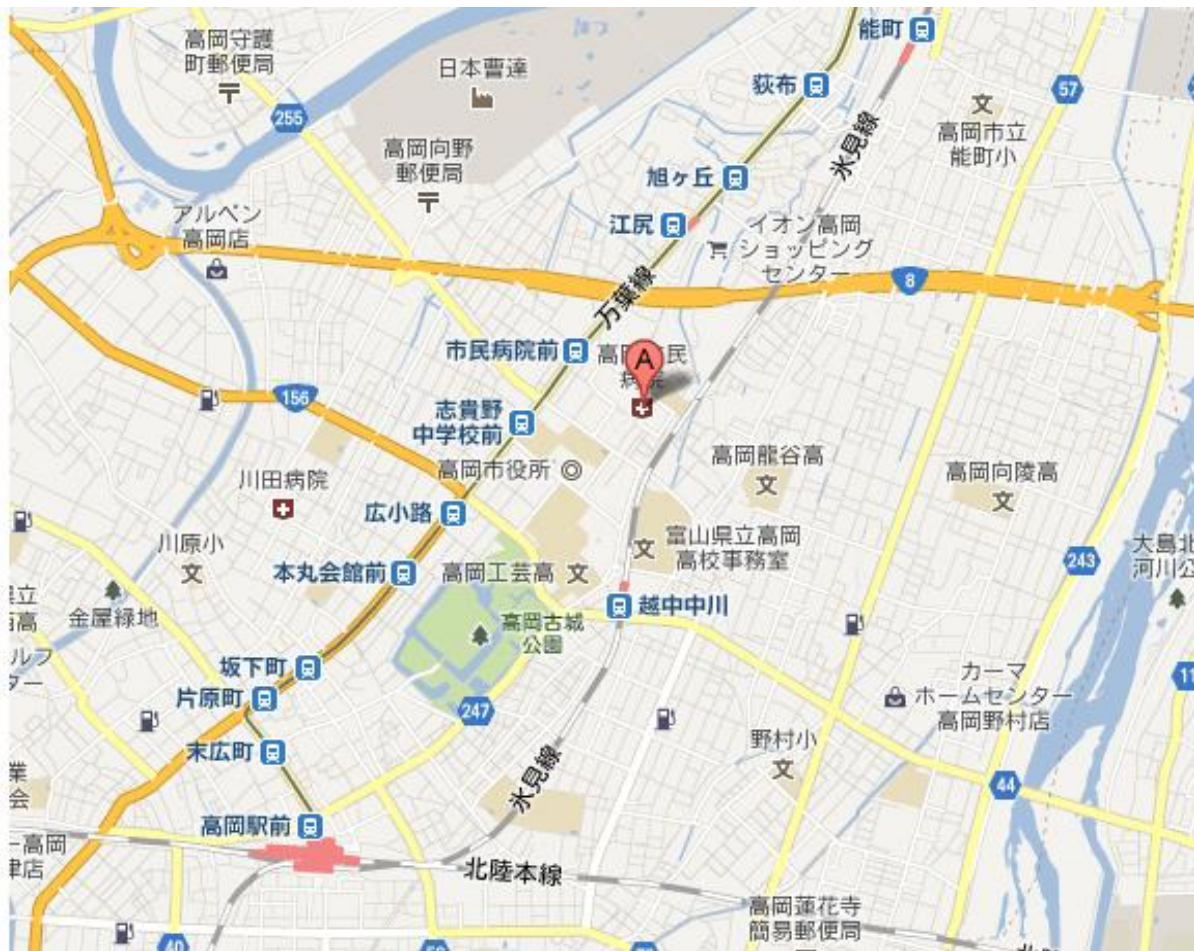 能町
高岡守護
町郵便局
日本曹達
荻布
57
255
高岡市立
能町小
高岡向野
郵便局
氷見線
旭ヶ丘
アルペン
高岡店
江尻
イオン高岡
ショッピング
センター
8
万葉線
市民病院前
A
156
志貴野
中学校前
高岡市役所
高岡龍谷高
高岡向陵高
川田病院
広小路
富山県立高岡
高校事務室
川原小
本丸会館前
高岡工芸高
243
大島北
河川公
越中中川
金屋緑地
高岡古城
公園
坂下町
片原町
カーマ
ホームセンター
高岡野村店
247
末広町
野村小
氷見線
44
高岡駅前
北陸本線
高岡蓮花寺
簡易郵便局
40